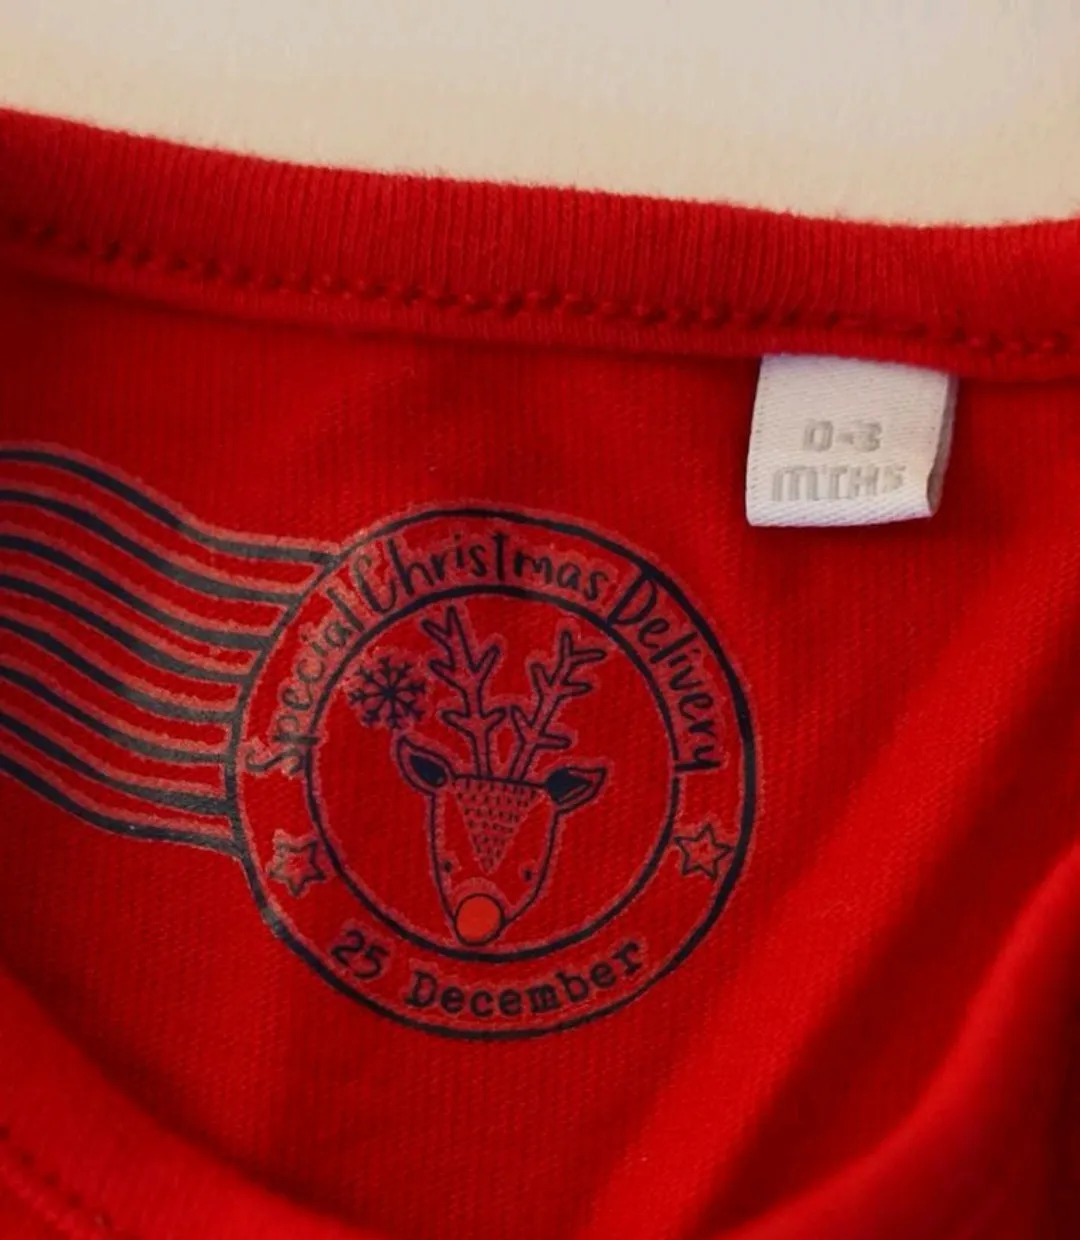 0-3
MTHS
Special Christmas Delivery
25 December